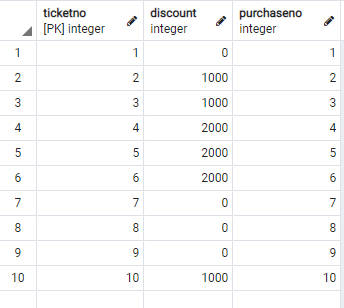 ticketno discount purchaseno
[PK] integer integer integer
1 1 0 1
2 2 1000 2
3 3 1000 3
4 4 2000 4
5 5 2000 5
6 6 2000 6
7 7 0 7
8 8 0 8
9 9 0 9
10 10 1000 10